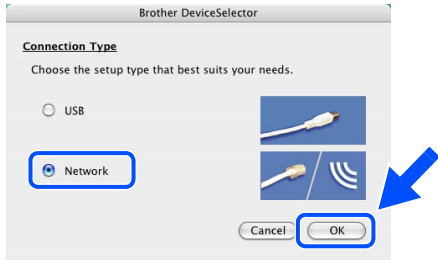 Brother DeviceSelector
Connection Type
Choose the setup type that best suits your needs.
USB
Network
Cancel
OK